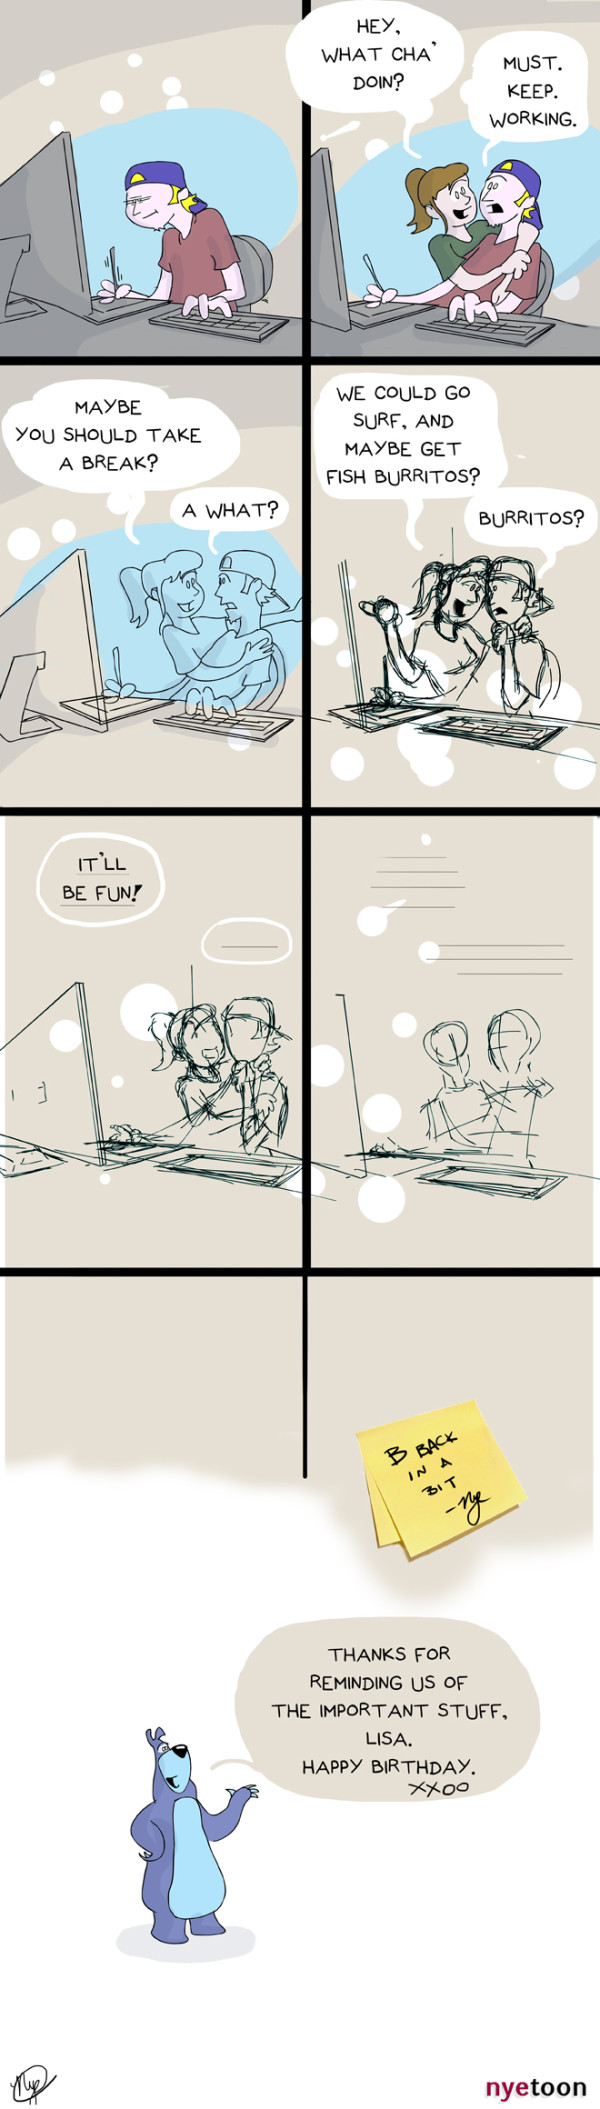 HEY,
WHAT CHA'
DOIN?
MUST.
KEEP.
WORKING.
MAYBE
YOU SHOULD TAKE
A BREAK?
A WHAT?
WE COULD GO
SURF, AND
MAYBE GET
FISH BURRITOS?
BURRITOS?
IT'LL
BE FUN!
B BACK
IN A
BIT
-Nye
THANKS FOR
REMINDING US OF
THE IMPORTANT STUFF,
LISA.
HAPPY BIRTHDAY.
XXOO
Nye
nyetoon